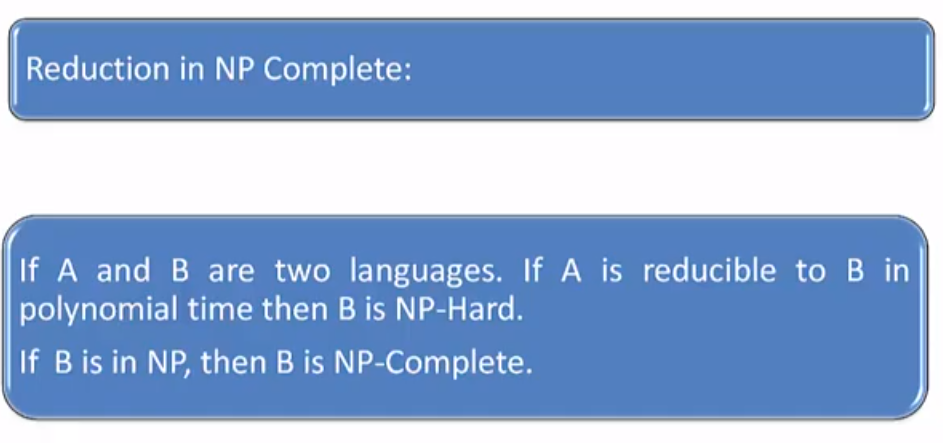 Reduction in NP Complete:
If A and B are two languages. If A is reducible to B in
polynomial time then B is NP-Hard.
If B is in NP, then B is NP-Complete.